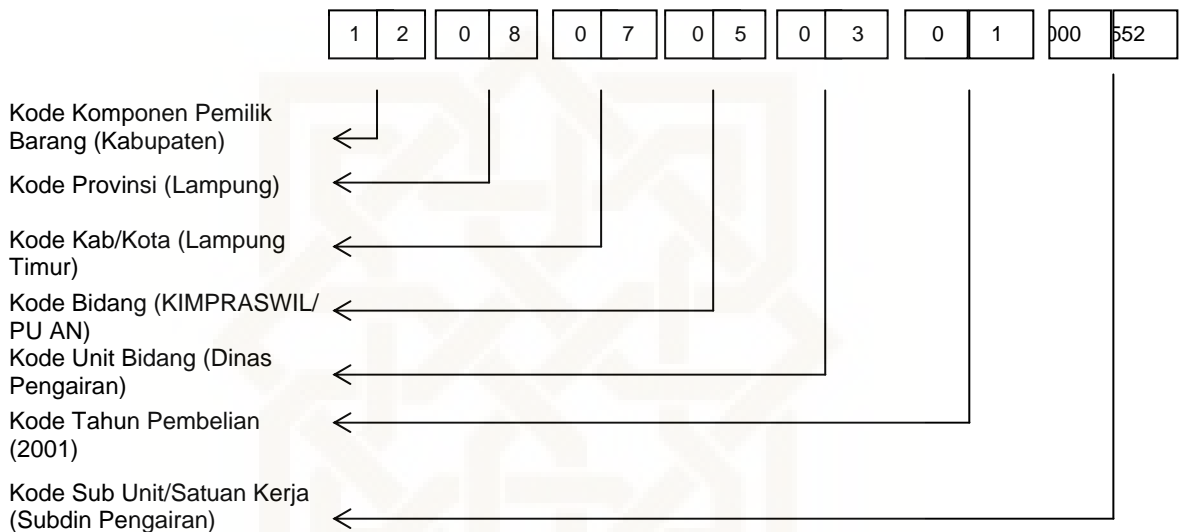 1 2 0 8 0 7 0 5 0 3 0 1 000 552
Kode Komponen Pemilik
Barang (Kabupaten)
Kode Provinsi (Lampung)
Kode Kab/Kota (Lampung
Timur)
Kode Bidang (KIMPRASWIL/
PU AN)
Kode Unit Bidang (Dinas
Pengairan)
Kode Tahun Pembelian
(2001)
Kode Sub Unit/Satuan Kerja
(Subdin Pengairan)